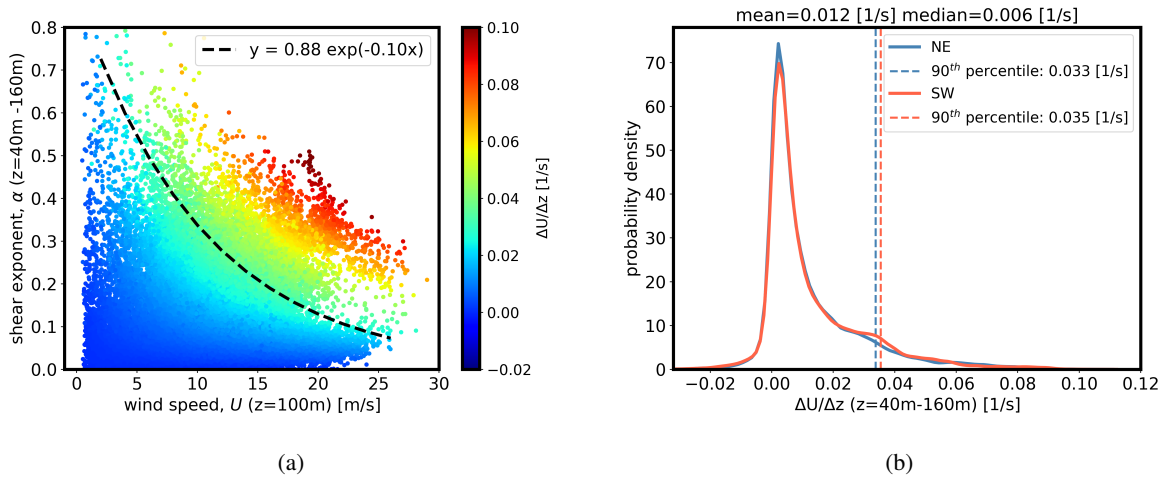 y = 0.88 exp(-0.10x)
0.8
0.7
0.6
0.5
0.4
0.3
0.2
0.1
0.0
shear exponent, α (z=40m -160m)
0 5 10 15 20 25 30
wind speed, U (z=100m) [m/s]
0.10
0.08
0.06
0.04
0.02
0.00
−0.02
ΔU/Δz [1/s]
(a)
mean=0.012 [1/s] median=0.006 [1/s]
NE
90th percentile: 0.033 [1/s]
SW
90th percentile: 0.035 [1/s]
70
60
50
40
30
20
10
0
probability density
−0.02 0.00 0.02 0.04 0.06 0.08 0.10 0.12
ΔU/Δz (z=40m-160m) [1/s]
(b)